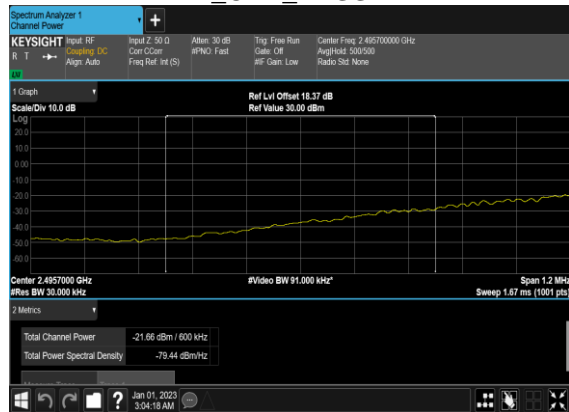 Spectrum Analyzer 1
Channel Power
KEYSIGHT Input: RF Input Z: 50 Ω Atten: 30 dB Trig: Free Run Center Freq: 2.495700000 GHz
R T Coupling: DC Corr CCorr #PNO: Fast Gate: Off Avg|Hold: 500/500
Align: Auto Freq Ref: Int (S) #IF Gain: Low Radio Std: None
1 Graph
Ref Lvl Offset 18.37 dB
Scale/Div 10.0 dB Ref Value 30.00 dBm
Log
20.0
10.0
0.00
-10.0
-20.0
-30.0
-40.0
-50.0
-60.0
Center 2.4957000 GHz #Video BW 91.000 kHz* Span 1.2 MHz
#Res BW 30.000 kHz Sweep 1.67 ms (1001 pts)
2 Metrics
Total Channel Power -21.66 dBm / 600 kHz
Total Power Spectral Density -79.44 dBm/Hz
Jan 01, 2023
3:04:18 AM